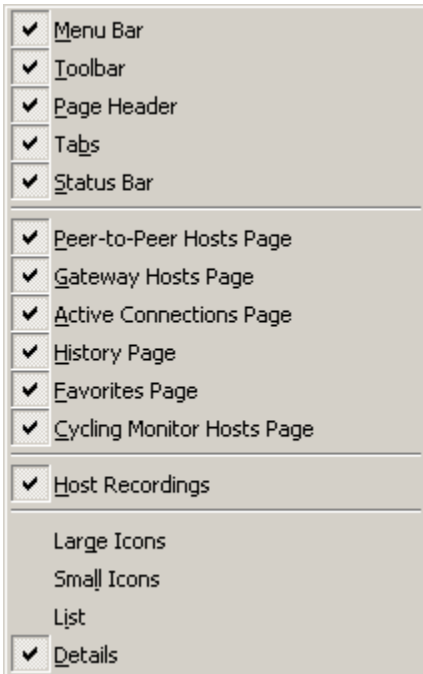 Menu Bar
Toolbar
Page Header
Tabs
Status Bar
Peer-to-Peer Hosts Page
Gateway Hosts Page
Active Connections Page
History Page
Favorites Page
Cycling Monitor Hosts Page
Host Recordings
Large Icons
Small Icons
List
Details